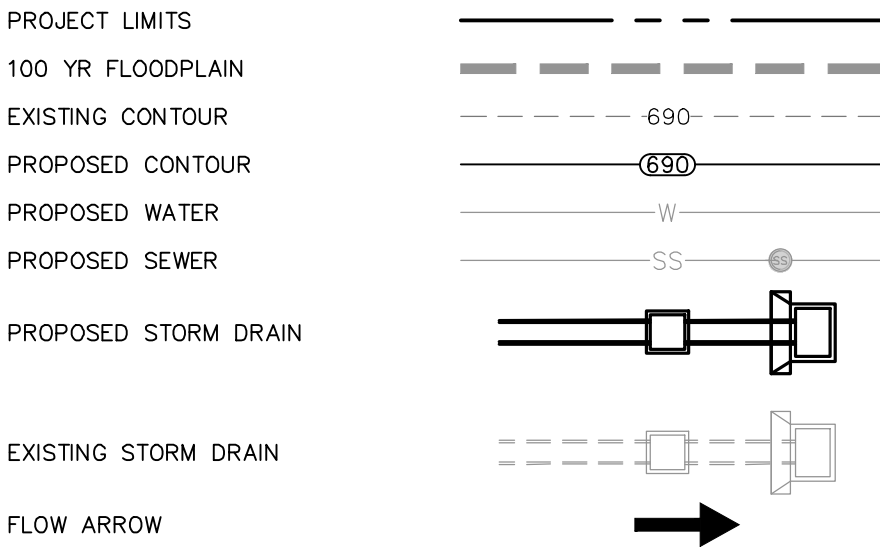 PROJECT LIMITS
100 YR FLOODPLAIN
EXISTING CONTOUR 690
PROPOSED CONTOUR 690
PROPOSED WATER W
PROPOSED SEWER SS SS
PROPOSED STORM DRAIN
EXISTING STORM DRAIN
FLOW ARROW